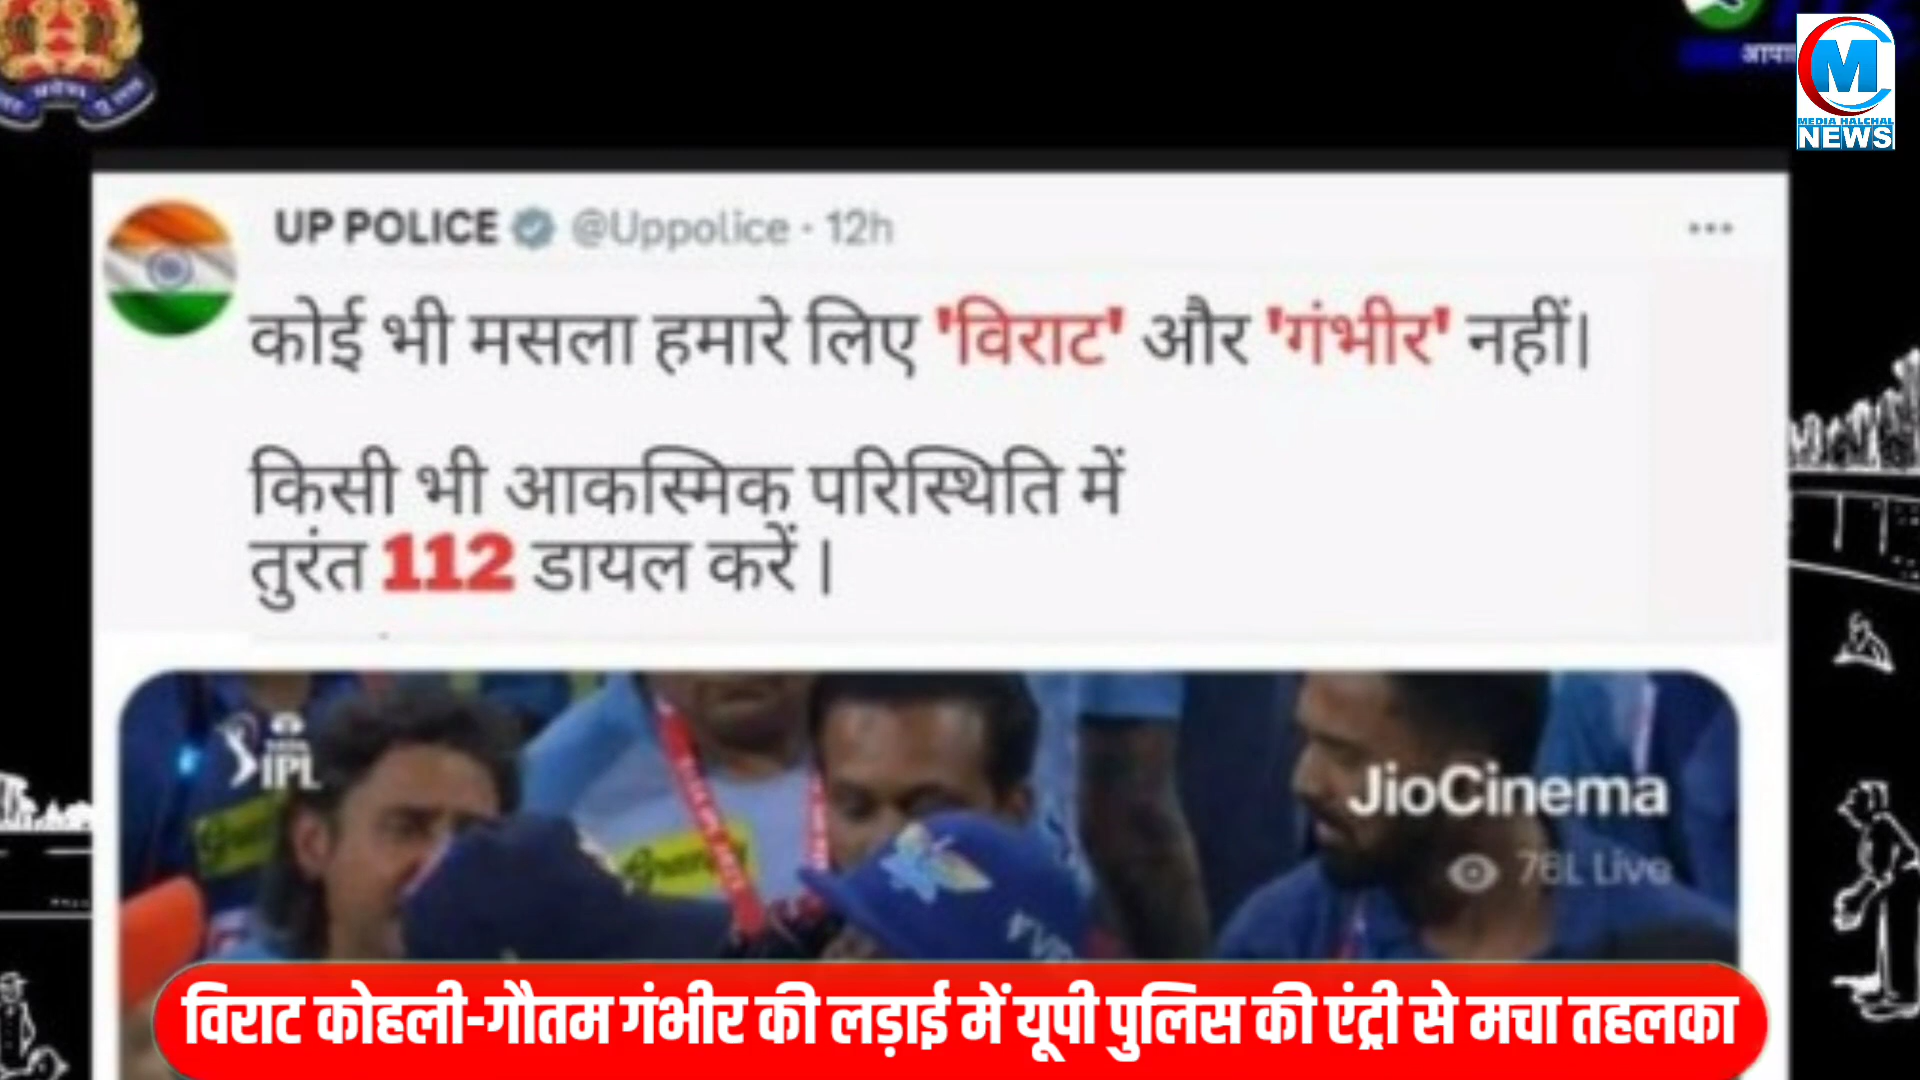 आपा
MEDIA HALCHAL
NEWS
UP POLICE @Uppolice · 12h
कोई भी मसला हमारे लिए 'विराट' और 'गंभीर' नहीं।
किसी भी आकस्मिक परिस्थिति में
तुरंत 112 डायल करें।
IPL
JioCinema
76L Live
विराट कोहली-गौतम गंभीर की लड़ाई में यूपी पुलिस की एंट्री से मचा तहलका